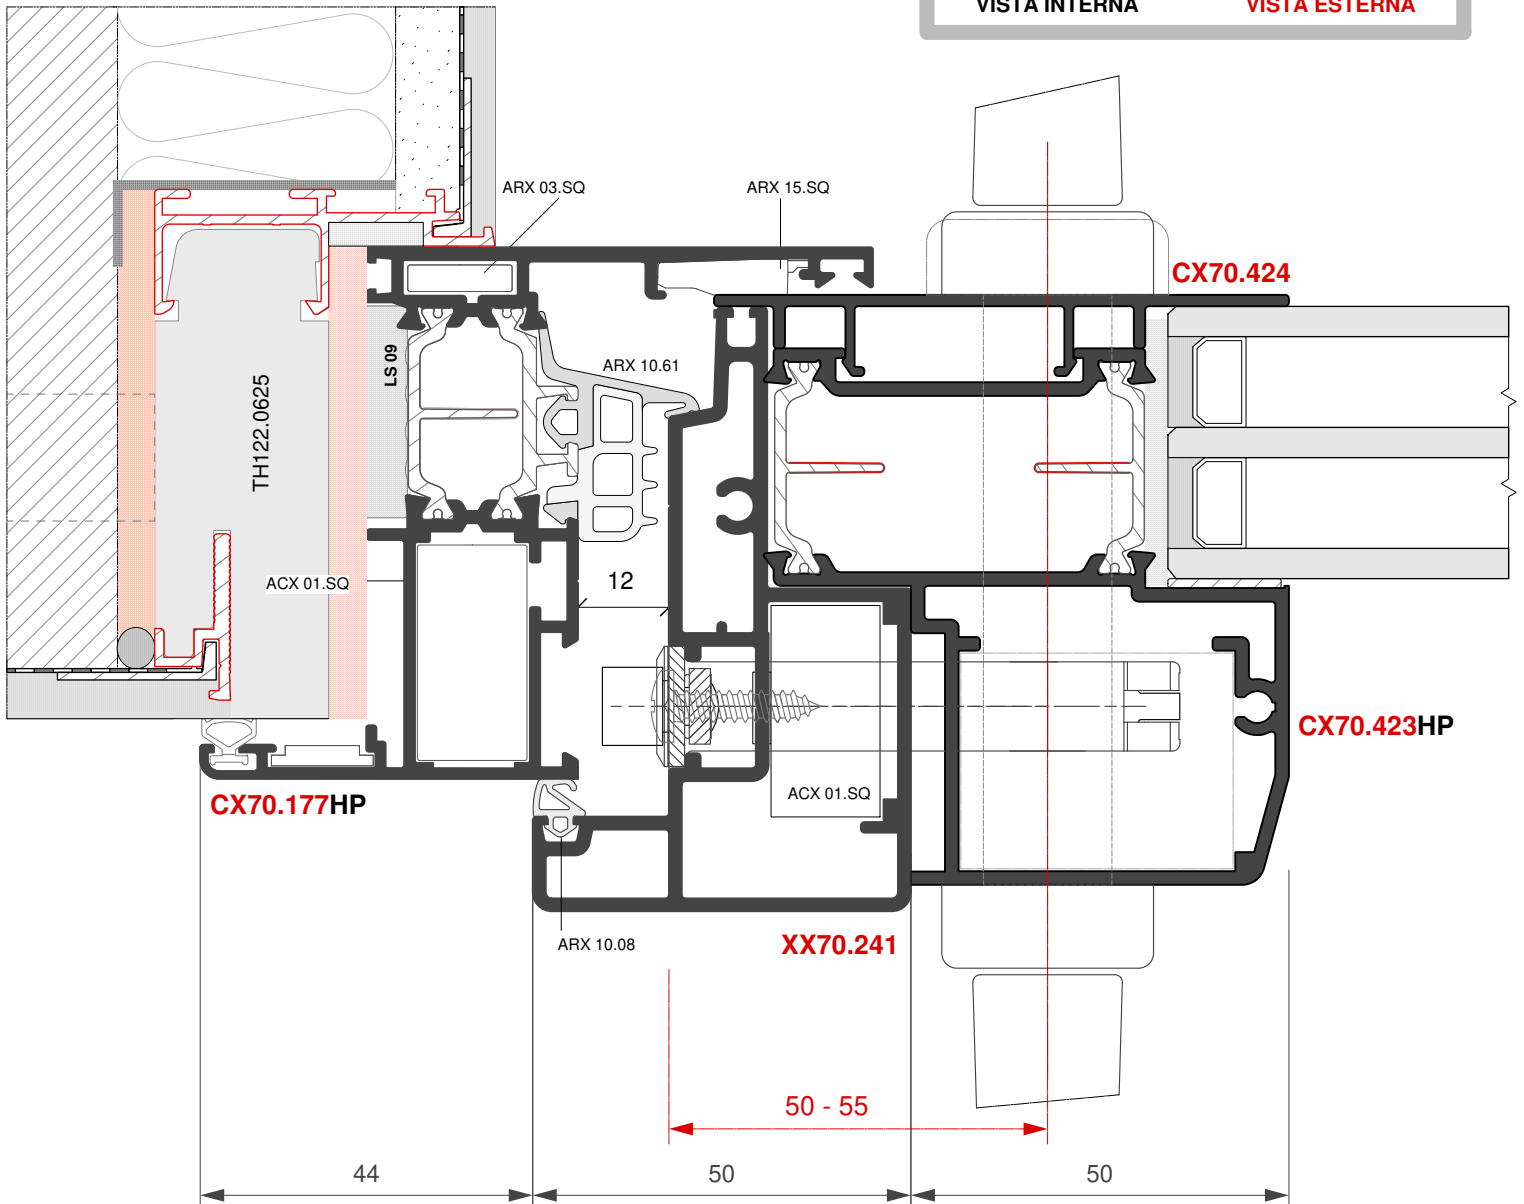 VISTA INTERNA
VISTA ESTERNA
ARX 03.SQ
ARX 15.SQ
CX70.424
LS 09
ARX 10.61
TH122.0625
ACX 01.SQ
12
CX70.423HP
ACX 01.SQ
CX70.177HP
ARX 10.08
XX70.241
50 - 55
44
50
50